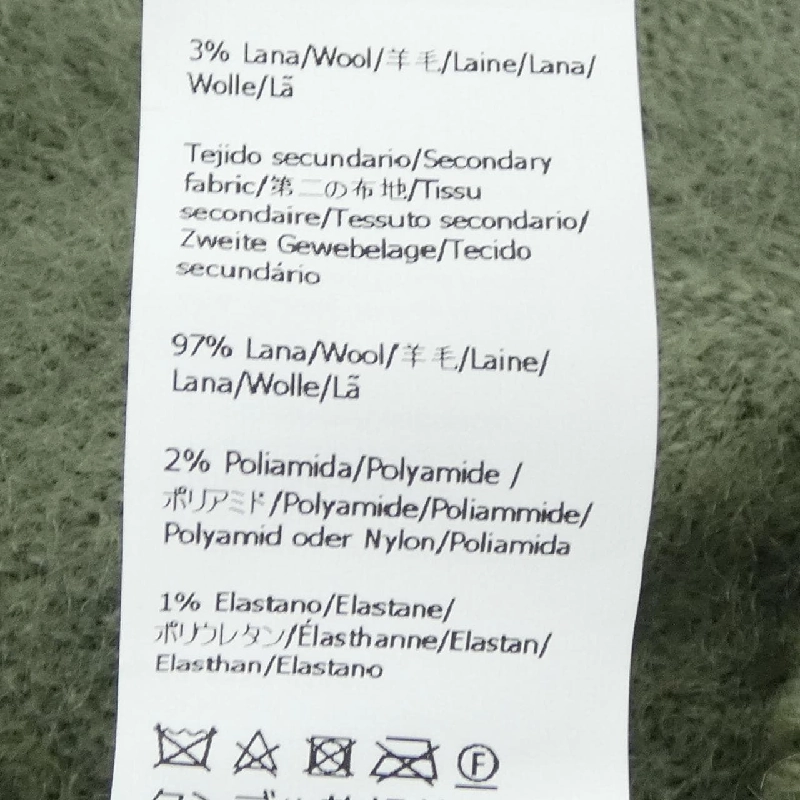 3% Lana/Wool/羊毛/Laine/Lana/
Wolle/Lã
Tejido secundario/Secondary
fabric/第二の布地/Tissu
secondaire/Tessuto secondario/
Zweite Gewebelage/Tecido
secundário
97% Lana/Wool/羊毛/Laine/
Lana/Wolle/Lã
2% Poliamida/Polyamide /
ポリアミド/Polyamide/Poliammide/
Polyamid oder Nylon/Poliamida
1% Elastano/Elastane/
ポリウレタン/Élasthanne/Elastan/
Elasthan/Elastano
F